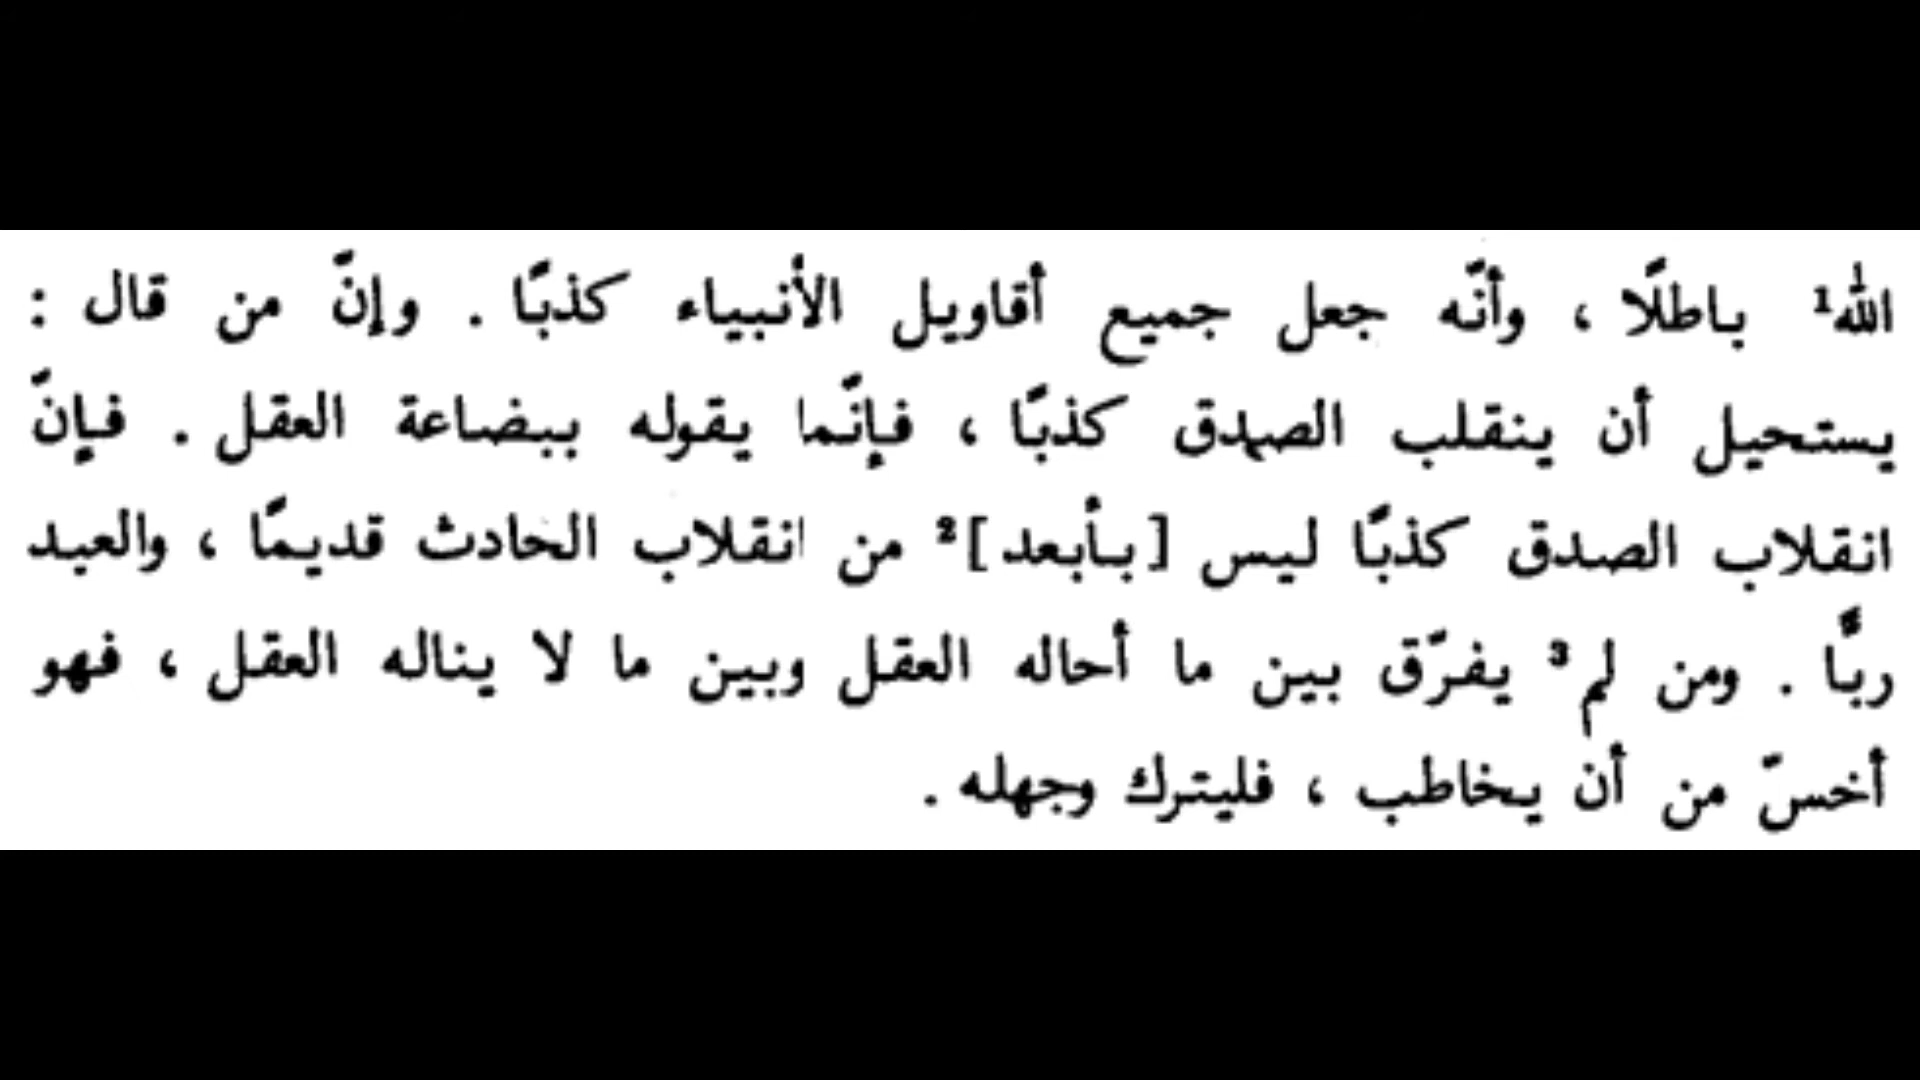 الله¹ باطلًا ، وأنّه جعل جميع أقاويل الأنبياء كذبًا . وإنّ من قال :
يستحيل أن ينقلب الصدق كذبًا ، فإنّما يقوله ببضاعة العقل . فإنّ
انقلاب الصدق كذبًا ليس [بأبعد]² من انقلاب الحادث قديمًا ، والعبد
ربًّا . ومن لم³ يفرّق بين ما أحاله العقل وبين ما لا يناله العقل ، فهو
أخسّ من أن يخاطب ، فليترك وجهله .